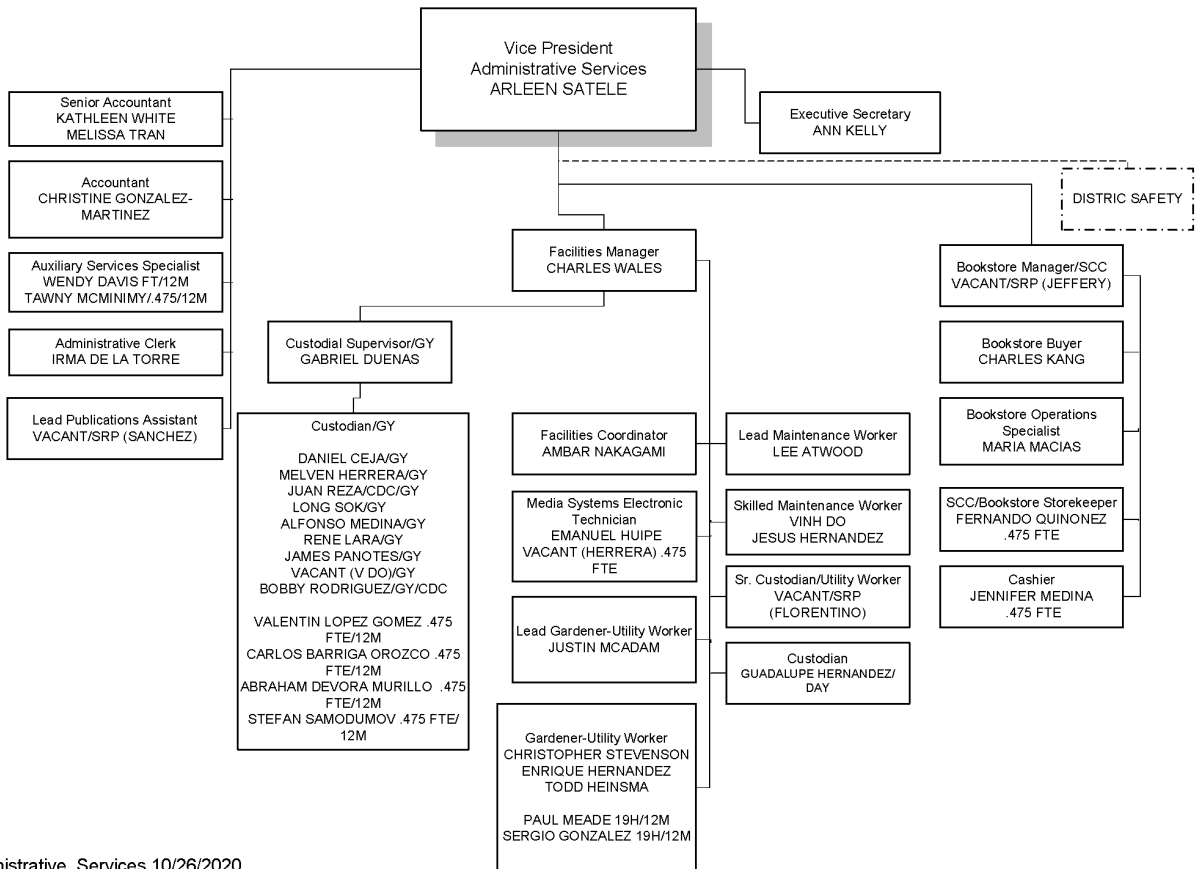 Vice President
Administrative Services
ARLEEN SATELE
Executive Secretary
ANN KELLY
DISTRIC SAFETY
Senior Accountant
KATHLEEN WHITE
MELISSA TRAN
Accountant
CHRISTINE GONZALEZ-
MARTINEZ
Auxiliary Services Specialist
WENDY DAVIS FT/12M
TAWNY MCMINIMY/.475/12M
Administrative Clerk
IRMA DE LA TORRE
Lead Publications Assistant
VACANT/SRP (SANCHEZ)
Facilities Manager
CHARLES WALES
Custodial Supervisor/GY
GABRIEL DUENAS
Custodian/GY
DANIEL CEJA/GY
MELVEN HERRERA/GY
JUAN REZA/CDC/GY
LONG SOK/GY
ALFONSO MEDINA/GY
RENE LARA/GY
JAMES PANOTES/GY
VACANT (V DO)/GY
BOBBY RODRIGUEZ/GY/CDC
VALENTIN LOPEZ GOMEZ .475
FTE/12M
CARLOS BARRIGA OROZCO .475
FTE/12M
ABRAHAM DEVORA MURILLO .475
FTE/12M
STEFAN SAMODUMOV .475 FTE/
12M
Facilities Coordinator
AMBAR NAKAGAMI
Media Systems Electronic
Technician
EMANUEL HUIPE
VACANT (HERRERA) .475
FTE
Lead Gardener-Utility Worker
JUSTIN MCADAM
Gardener-Utility Worker
CHRISTOPHER STEVENSON
ENRIQUE HERNANDEZ
TODD HEINSMA
PAUL MEADE 19H/12M
SERGIO GONZALEZ 19H/12M
Lead Maintenance Worker
LEE ATWOOD
Skilled Maintenance Worker
VINH DO
JESUS HERNANDEZ
Sr. Custodian/Utility Worker
VACANT/SRP
(FLORENTINO)
Custodian
GUADALUPE HERNANDEZ/
DAY
Bookstore Manager/SCC
VACANT/SRP (JEFFERY)
Bookstore Buyer
CHARLES KANG
Bookstore Operations
Specialist
MARIA MACIAS
SCC/Bookstore Storekeeper
FERNANDO QUINONEZ
.475 FTE
Cashier
JENNIFER MEDINA
.475 FTE
nistrative Services 10/26/2020